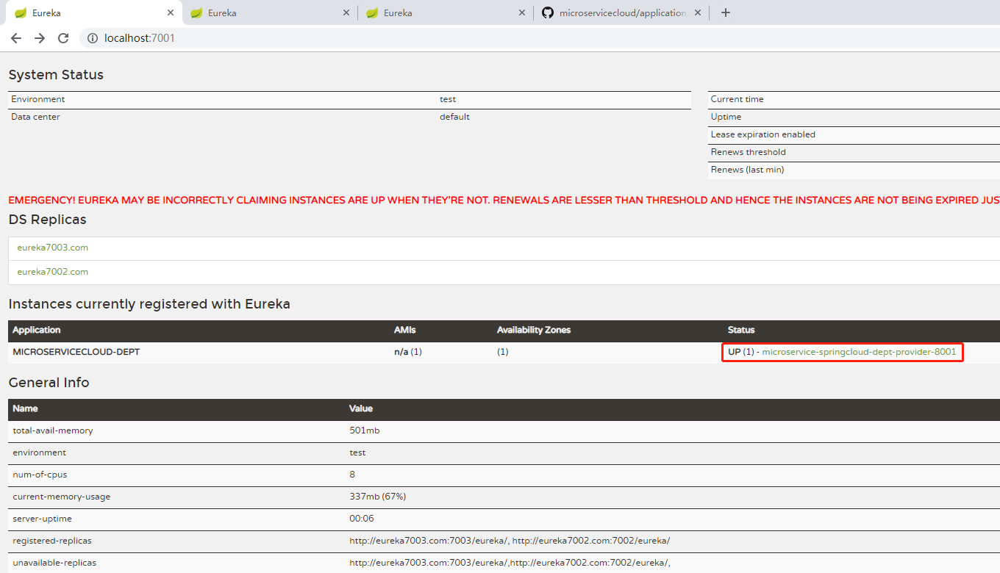 Eureka
Eureka
Eureka
microservicecloud/application.
localhost:7001
System Status
Environment test
Data center default
Current time
Uptime
Lease expiration enabled
Renews threshold
Renews (last min)
EMERGENCY! EUREKA MAY BE INCORRECTLY CLAIMING INSTANCES ARE UP WHEN THEY'RE NOT. RENEWALS ARE LESSER THAN THRESHOLD AND HENCE THE INSTANCES ARE NOT BEING EXPIRED JUS
DS Replicas
eureka7003.com
eureka7002.com
Instances currently registered with Eureka
Application AMIs Availability Zones Status
MICROSERVICECLOUD-DEPT n/a (1) (1) UP (1) - microservice-springcloud-dept-provider-8001
General Info
Name Value
total-avail-memory 501mb
environment test
num-of-cpus 8
current-memory-usage 337mb (67%)
server-uptime 00:06
registered-replicas http://eureka7003.com:7003/eureka/, http://eureka7002.com:7002/eureka/
unavailable-replicas http://eureka7003.com:7003/eureka/,http://eureka7002.com:7002/eureka/,